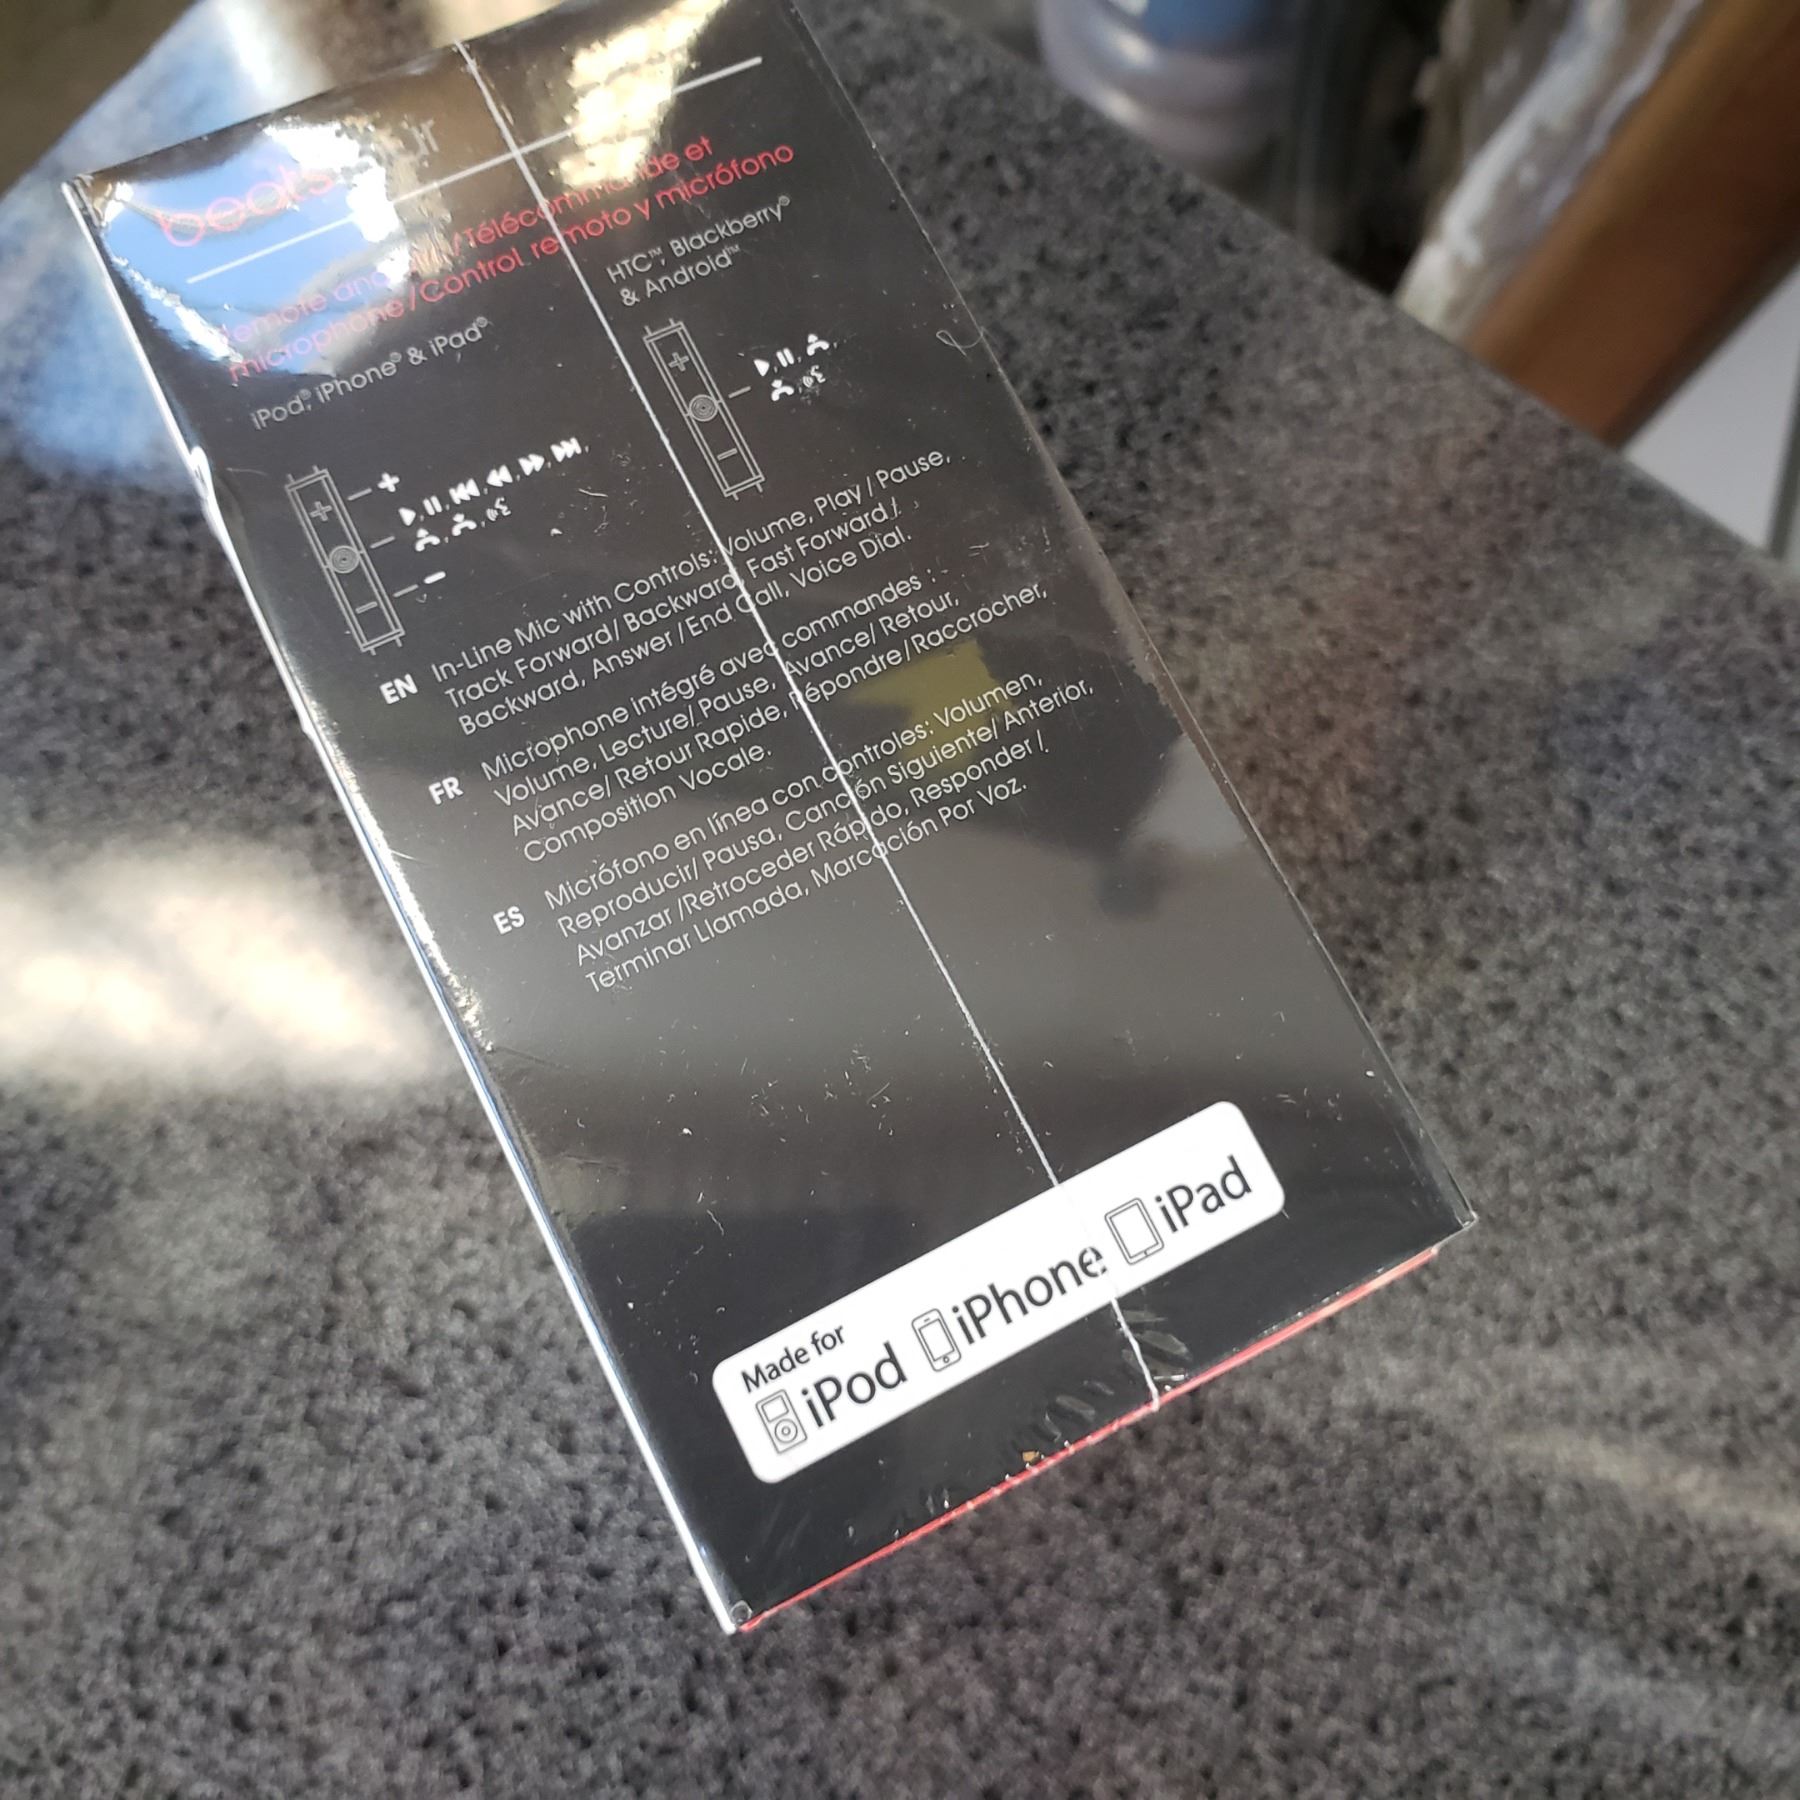 beats
Remote and /Télécommande et
microphone/Control remoto y micrófono
iPod®, iPhone® & iPad®
HTC™, Blackberry®
& Android™
EN In-Line Mic with Controls: Volume, Play / Pause,
Track Forward/ Backward, Fast Forward /
Backward, Answer / End Call, Voice Dial.
FR Microphone intégré avec commandes :
Volume, Lecture/ Pause, Avance/ Retour,
Avance/ Retour Rapide, Répondre / Raccrocher,
Composition Vocale.
ES Micrófono en línea con controles: Volumen,
Reproducir/ Pausa, Canción Siguiente/ Anterior,
Avanzar /Retroceder Rápido, Responder /
Terminar Llamada, Marcación Por Voz.
Made for
iPod iPhone iPad